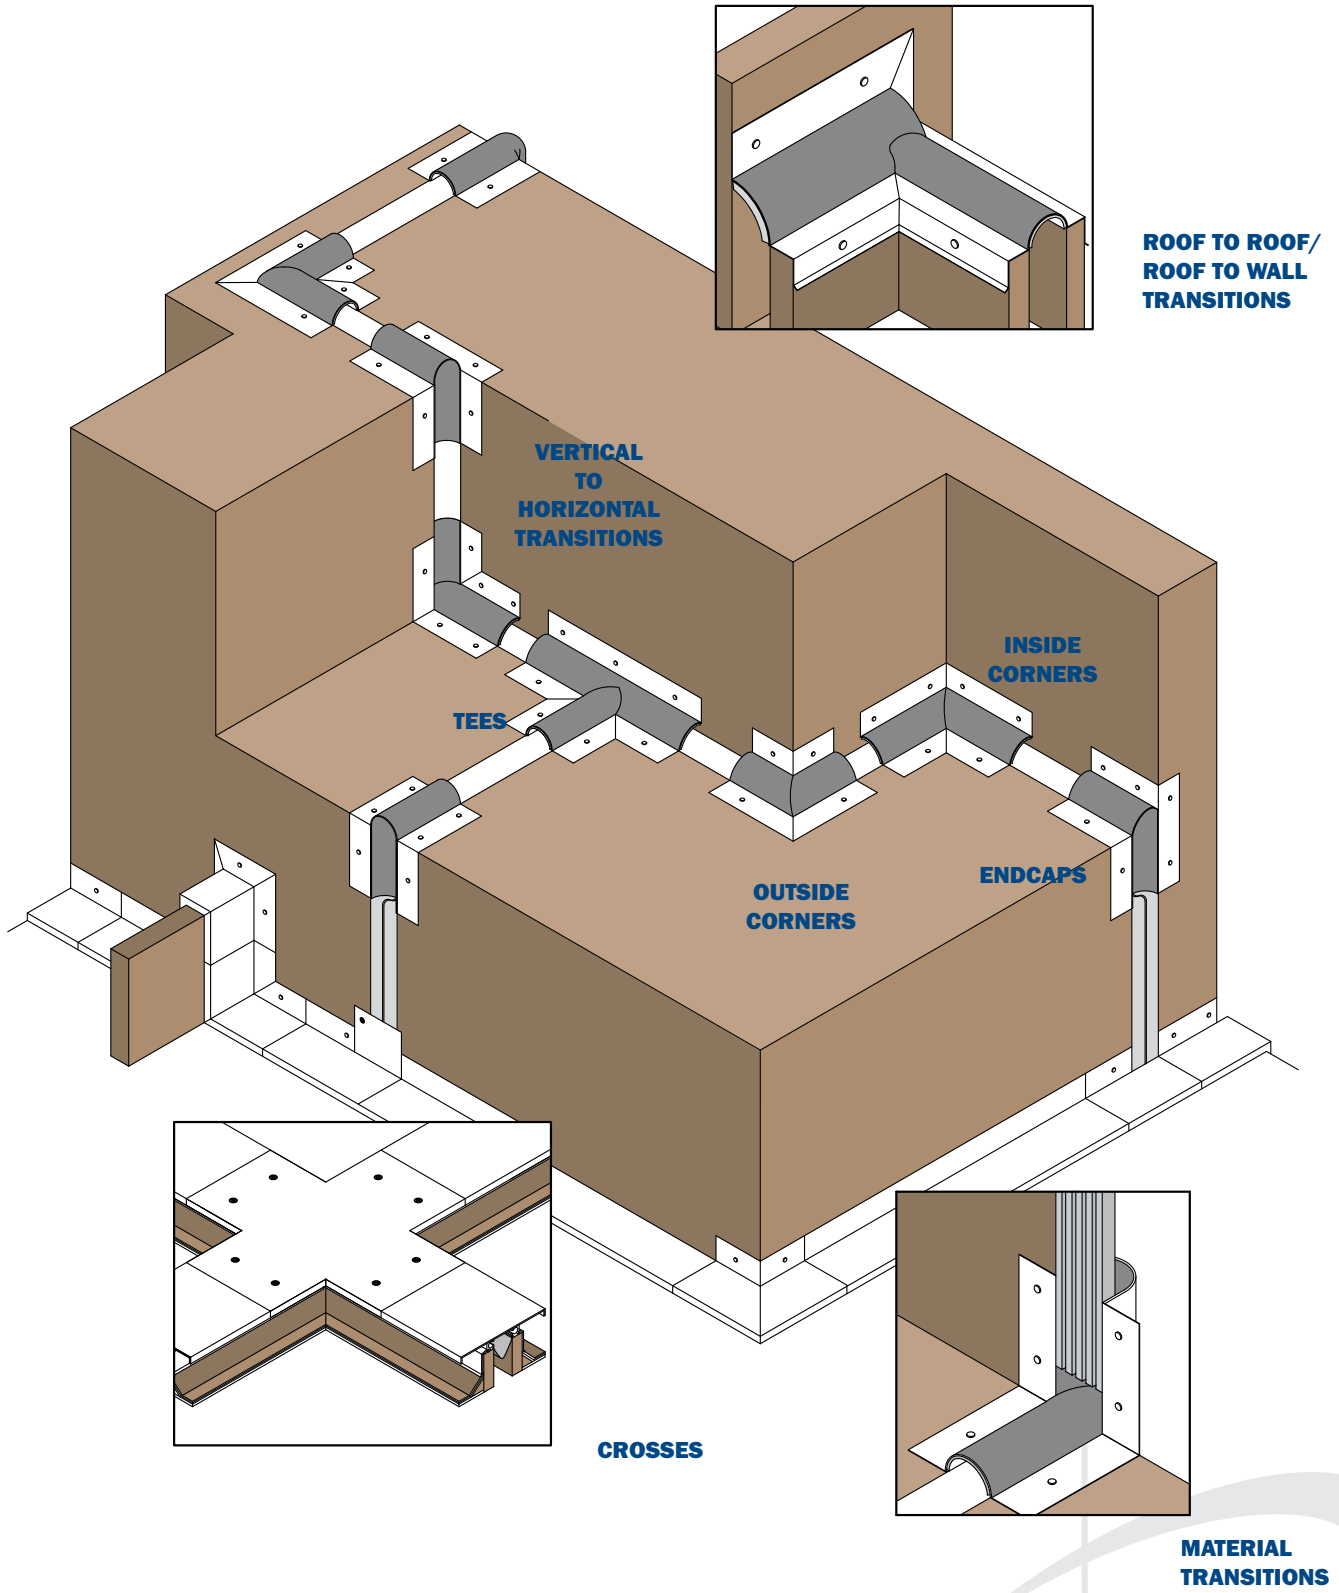 ROOF TO ROOF/
ROOF TO WALL
TRANSITIONS
VERTICAL
TO
HORIZONTAL
TRANSITIONS
INSIDE
CORNERS
TEES
ENDCAPS
OUTSIDE
CORNERS
CROSSES
MATERIAL
TRANSITIONS